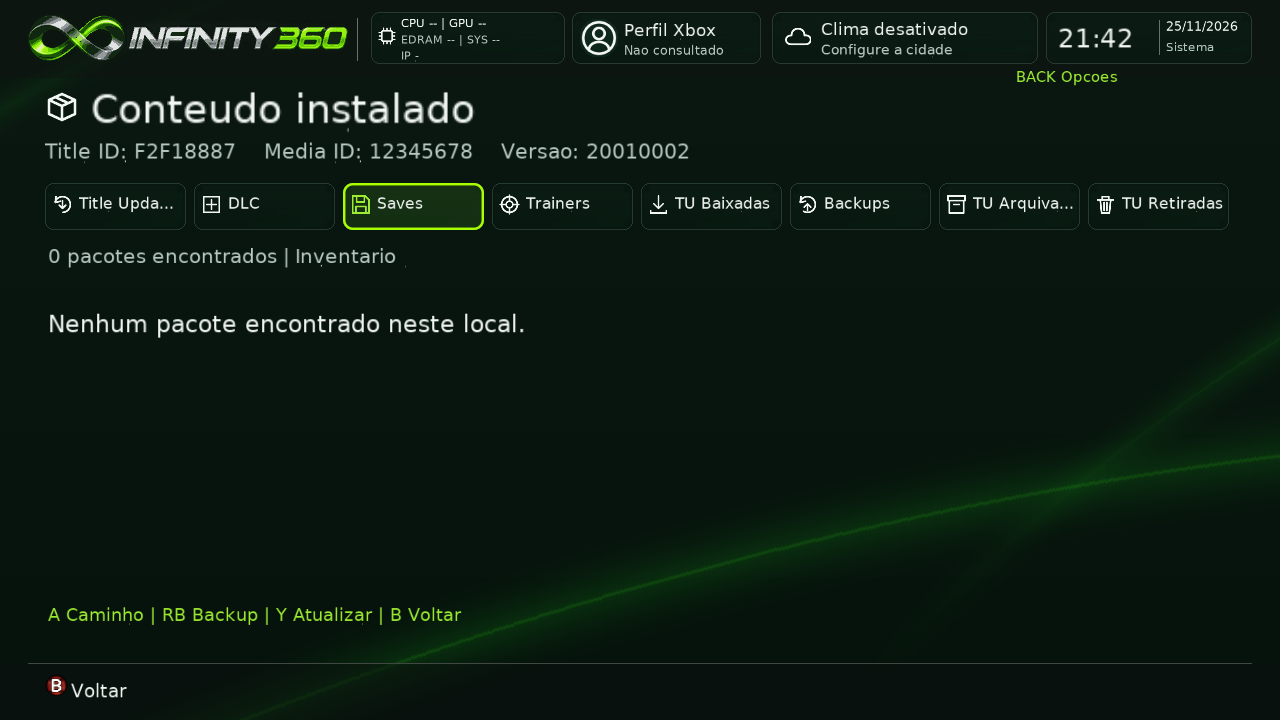 INFINITY 360
CPU -- | GPU --
EDRAM -- | SYS --
IP -
Perfil Xbox
Nao consultado
Clima desativado
Configure a cidade
21:42
25/11/2026
Sistema
BACK Opcoes
Conteudo instalado
Title ID: F2F18887 Media ID: 12345678 Versao: 20010002
Title Upda... DLC Saves Trainers TU Baixadas Backups TU Arquiva... TU Retiradas
0 pacotes encontrados | Inventario
Nenhum pacote encontrado neste local.
A Caminho | RB Backup | Y Atualizar | B Voltar
B Voltar